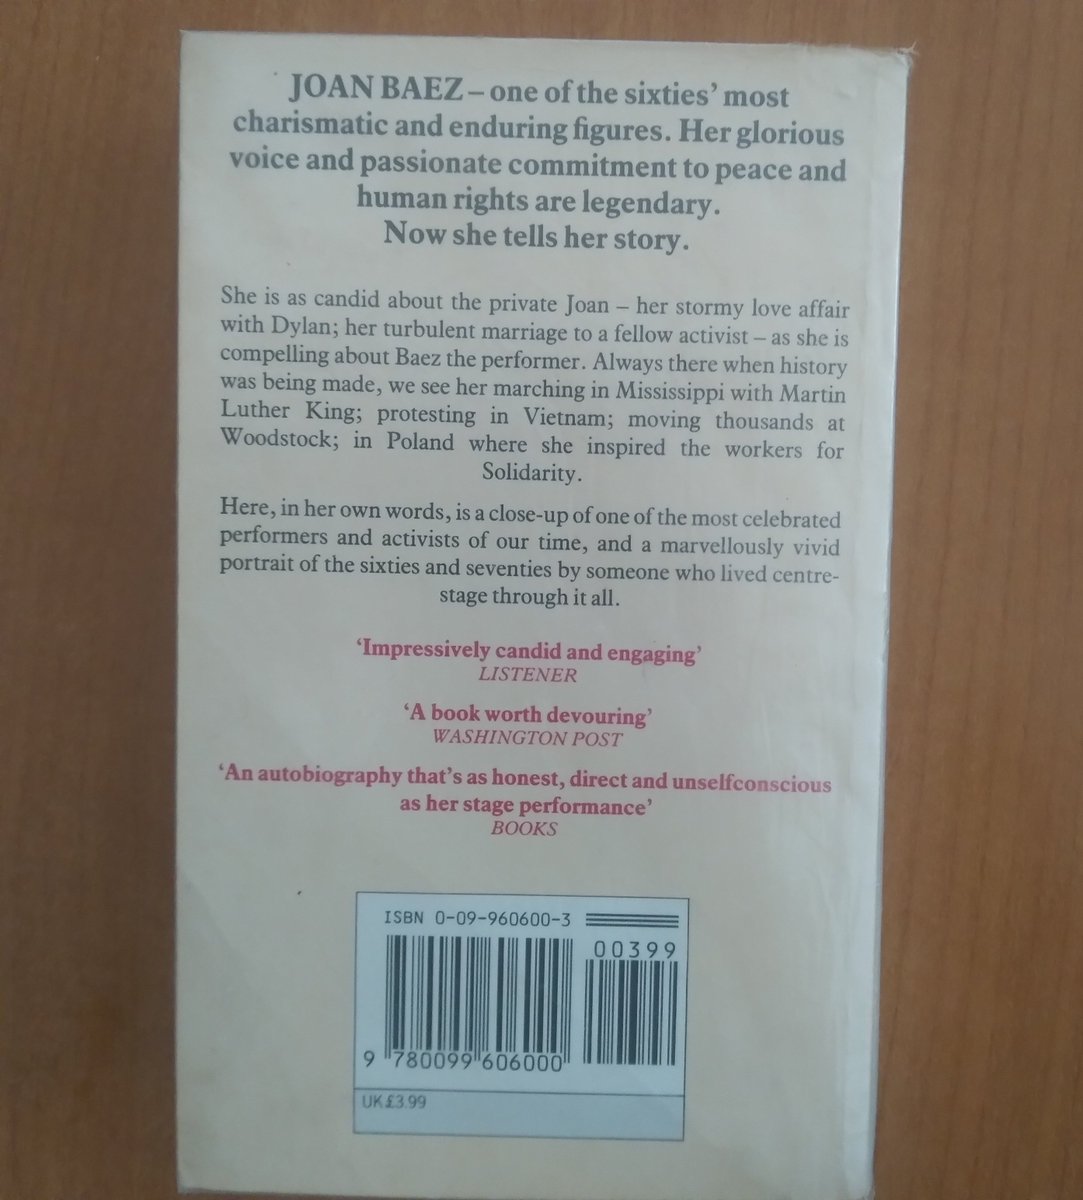 JOAN BAEZ – one of the sixties' most
charismatic and enduring figures. Her glorious
voice and passionate commitment to peace and
human rights are legendary.
Now she tells her story.
She is as candid about the private Joan – her stormy love affair
with Dylan; her turbulent marriage to a fellow activist – as she is
compelling about Baez the performer. Always there when history
was being made, we see her marching in Mississippi with Martin
Luther King; protesting in Vietnam; moving thousands at
Woodstock; in Poland where she inspired the workers for
Solidarity.
Here, in her own words, is a close-up of one of the most celebrated
performers and activists of our time, and a marvellously vivid
portrait of the sixties and seventies by someone who lived centre-
stage through it all.
‘Impressively candid and engaging’
LISTENER
‘A book worth devouring’
WASHINGTON POST
‘An autobiography that's as honest, direct and unselfconscious
as her stage performance’
BOOKS
ISBN 0-09-960600-3
00399
9 780099 606000
UK £3.99